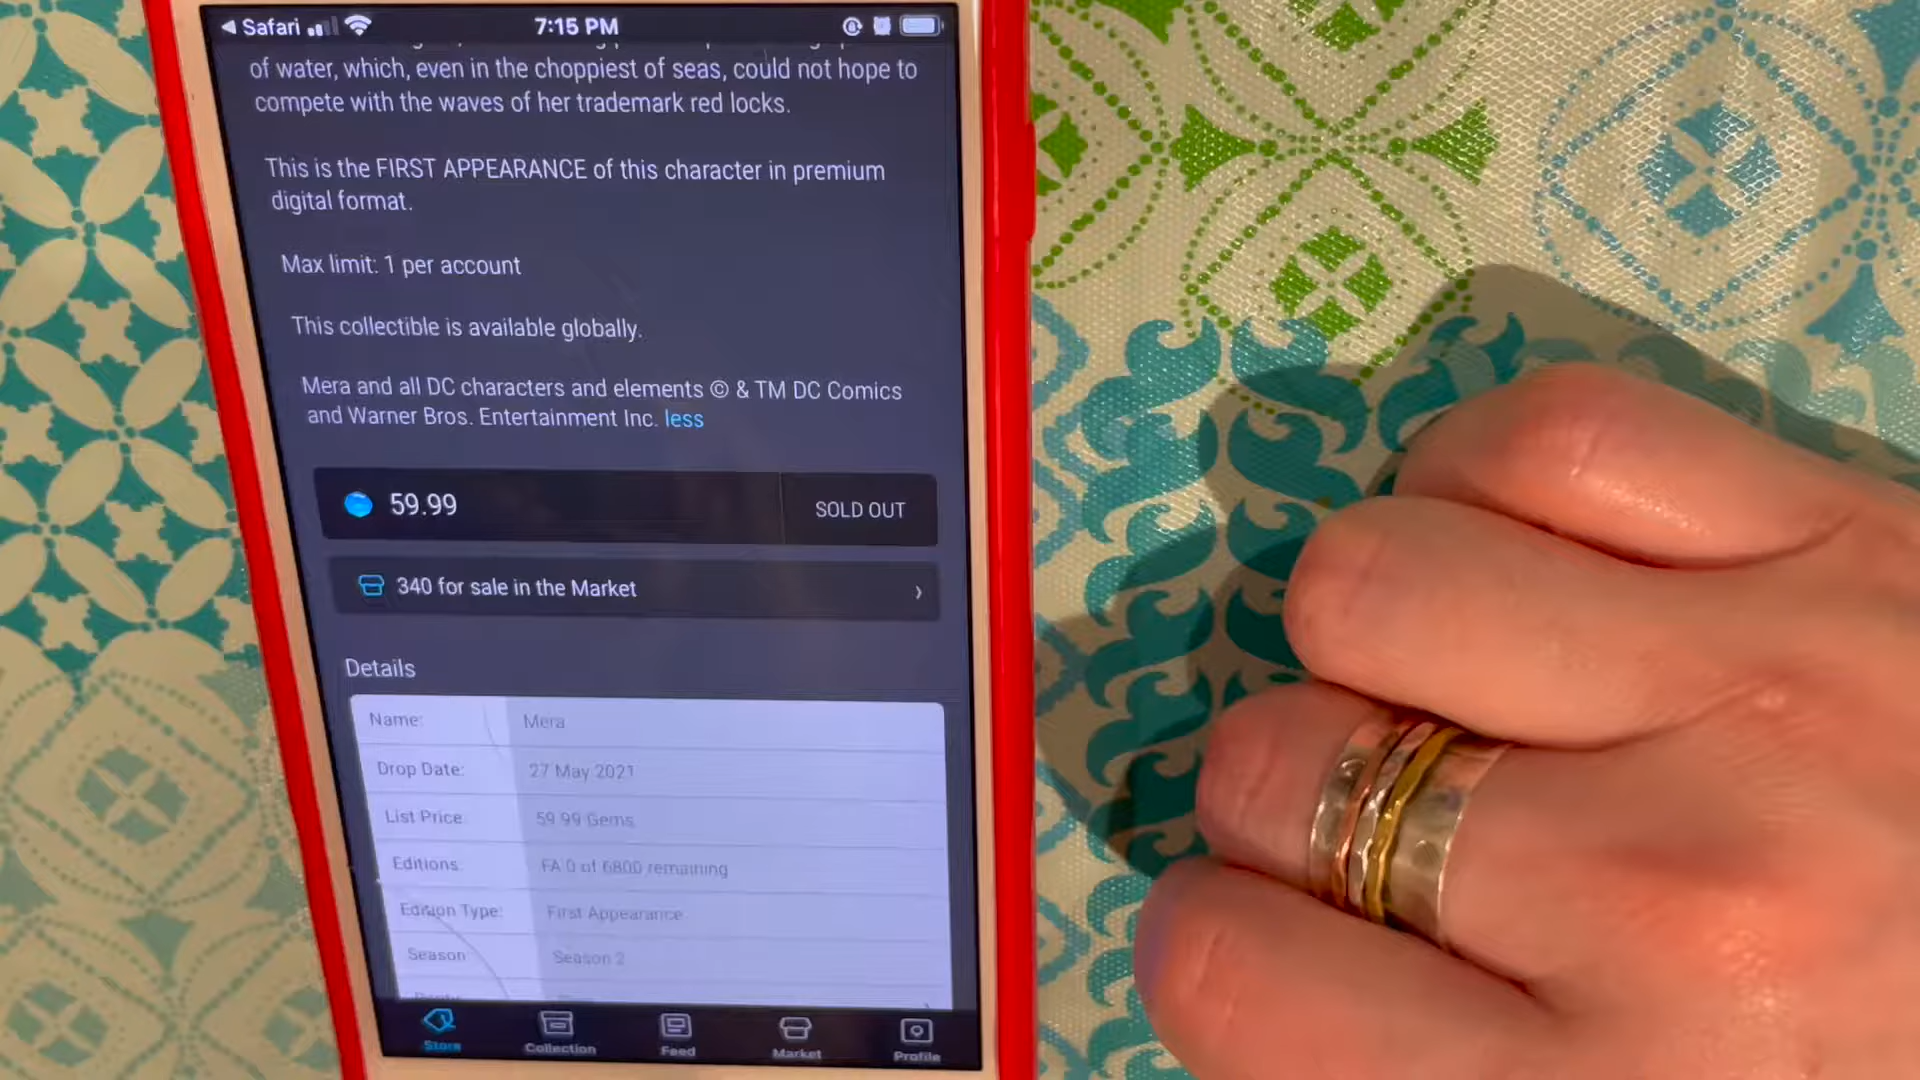 Safari
7:15 PM
of water, which, even in the choppiest of seas, could not hope to
compete with the waves of her trademark red locks.
This is the FIRST APPEARANCE of this character in premium
digital format.
Max limit: 1 per account
This collectible is available globally.
Mera and all DC characters and elements © & TM DC Comics
and Warner Bros. Entertainment Inc. less
59.99 SOLD OUT
340 for sale in the Market
Details
Name: Mera
Drop Date: 27 May 2021
List Price: 59.99 Gems
Editions: FA 0 of 6800 remaining
Edition Type: First Appearance
Season Season 2
Store Collection Feed Market Profile